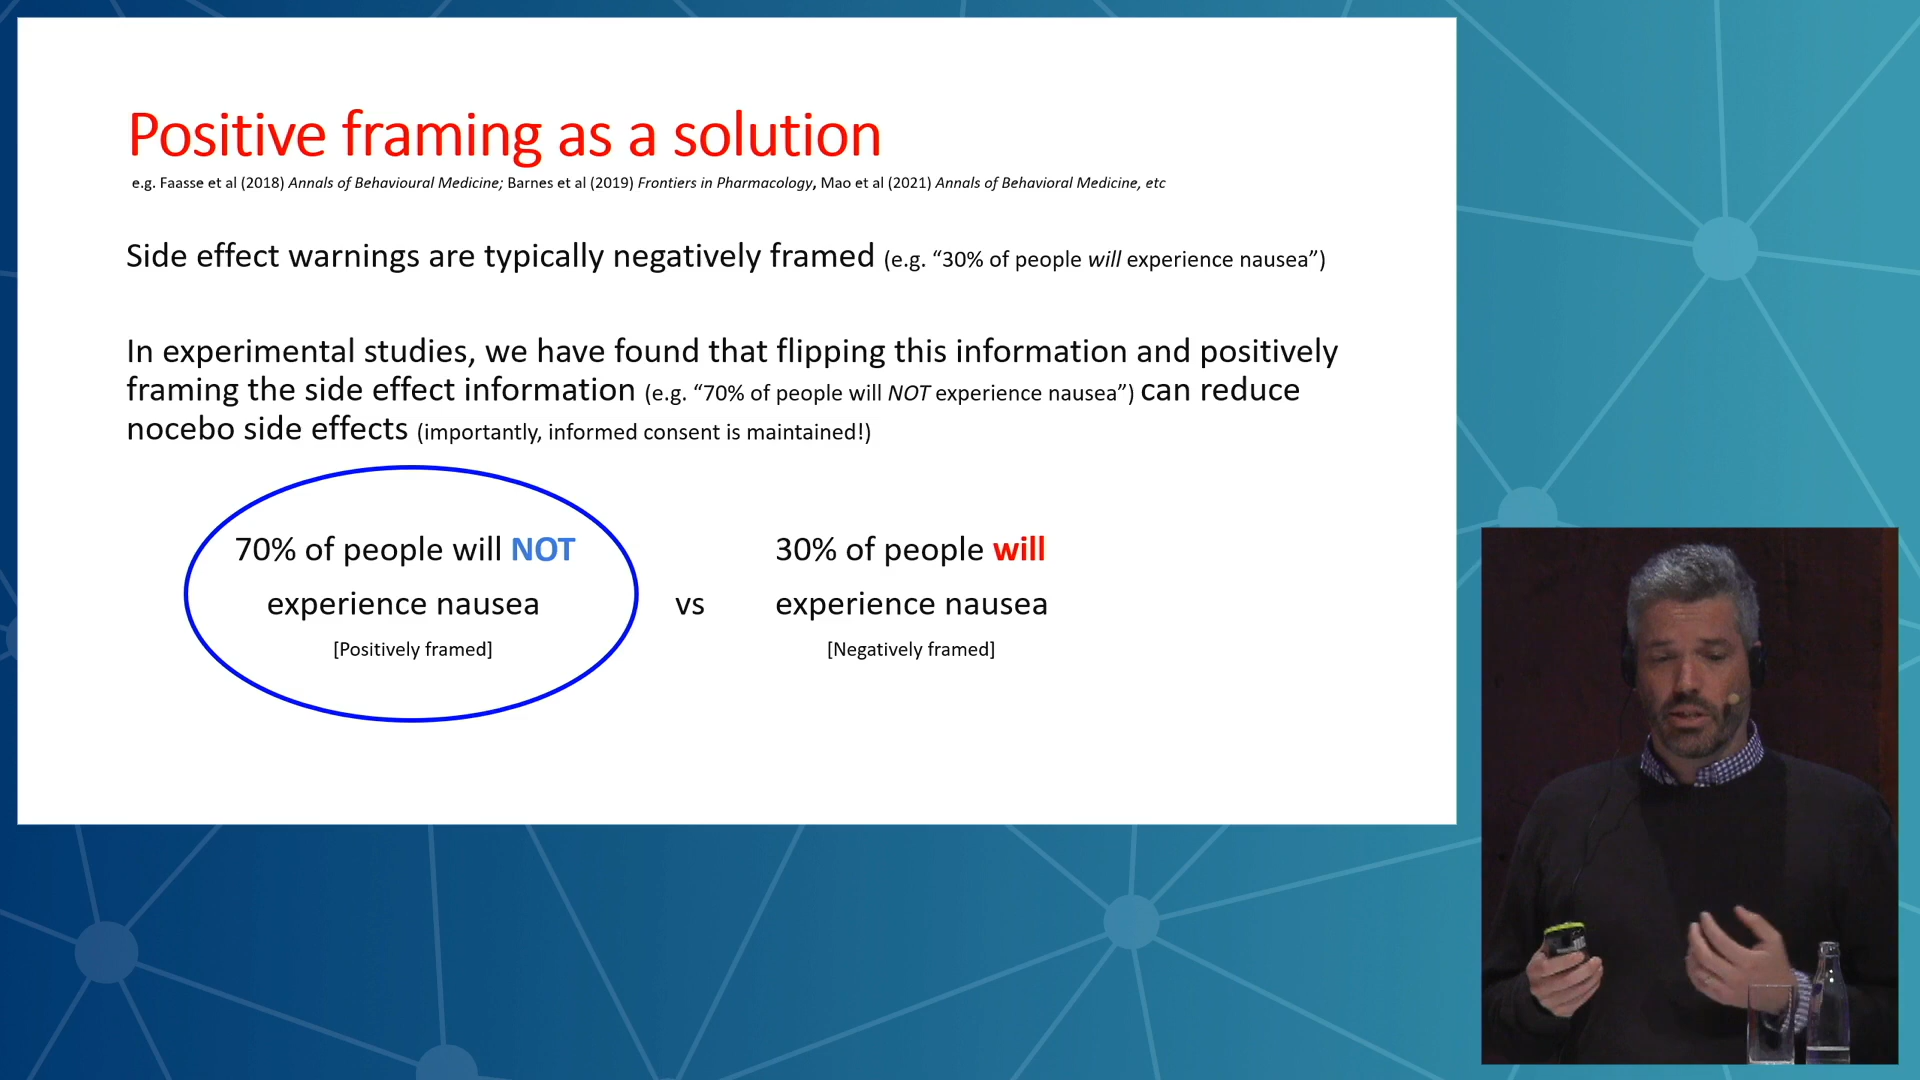 Positive framing as a solution
e.g. Faasse et al (2018) Annals of Behavioural Medicine; Barnes et al (2019) Frontiers in Pharmacology, Mao et al (2021) Annals of Behavioral Medicine, etc
Side effect warnings are typically negatively framed (e.g. “30% of people will experience nausea”)
In experimental studies, we have found that flipping this information and positively
framing the side effect information (e.g. “70% of people will NOT experience nausea”) can reduce
nocebo side effects (importantly, informed consent is maintained!)
70% of people will NOT
experience nausea
[Positively framed]
vs
30% of people will
experience nausea
[Negatively framed]